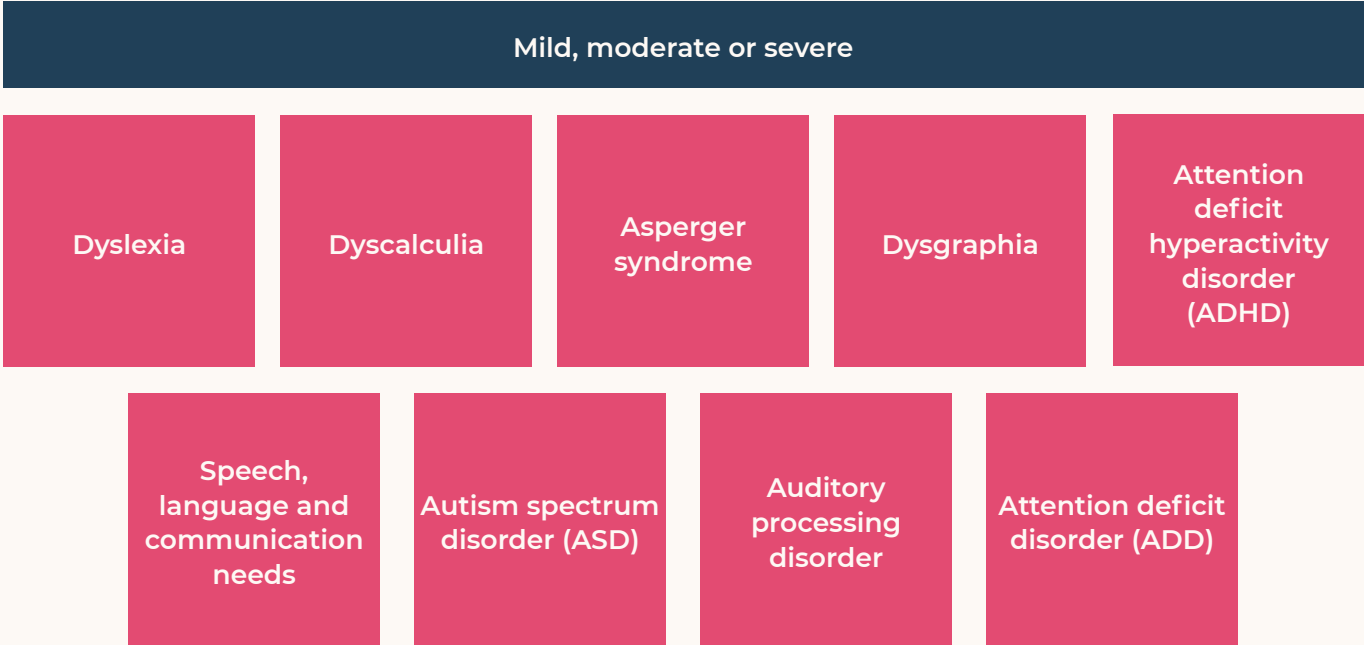 Mild, moderate or severe
Dyslexia
Dyscalculia
Asperger
syndrome
Dysgraphia
Attention
deficit
hyperactivity
disorder
(ADHD)
Speech,
language and
communication
needs
Autism spectrum
disorder (ASD)
Auditory
processing
disorder
Attention deficit
disorder (ADD)